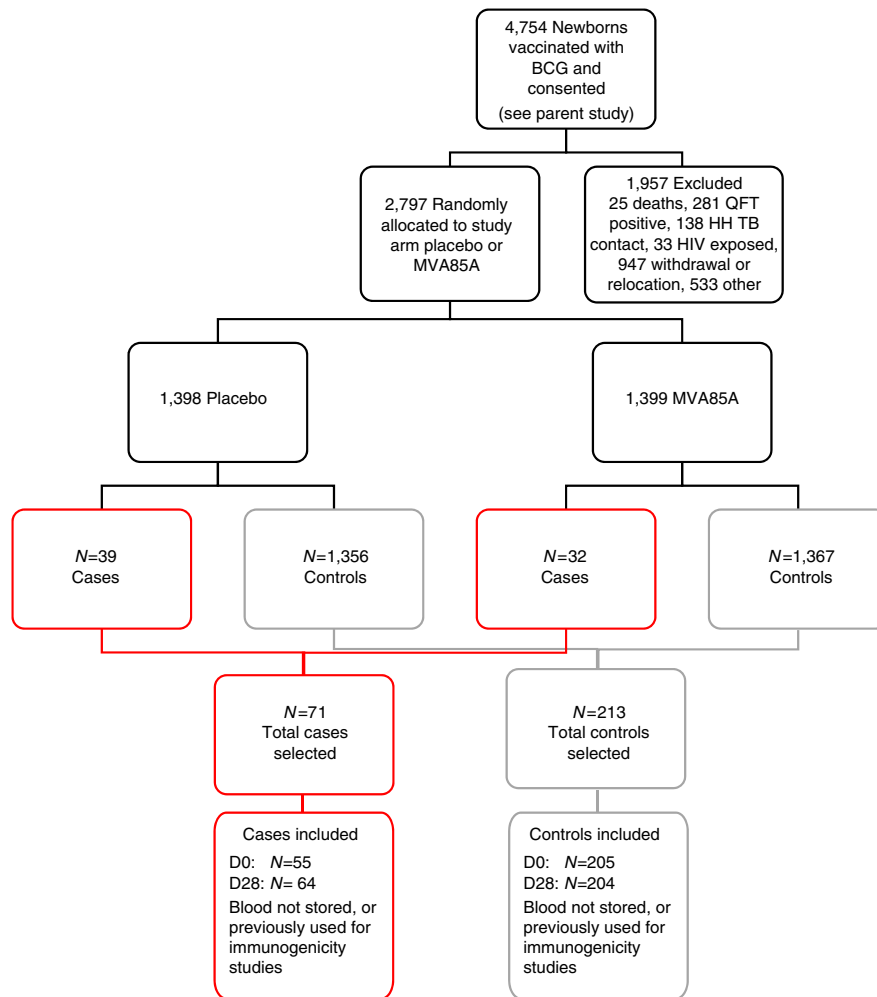 4,754 Newborns
vaccinated with
BCG and
consented
(see parent study)
2,797 Randomly
allocated to study
arm placebo or
MVA85A
1,957 Excluded
25 deaths, 281 QFT
positive, 138 HH TB
contact, 33 HIV exposed,
947 withdrawal or
relocation, 533 other
1,398 Placebo
1,399 MVA85A
N=39
Cases
N=1,356
Controls
N=32
Cases
N=1,367
Controls
N=71
Total cases
selected
N=213
Total controls
selected
Cases included
D0: N=55
D28: N= 64
Blood not stored, or
previously used for
immunogenicity
studies
Controls included
D0: N=205
D28: N=204
Blood not stored, or
previously used for
immunogenicity
studies